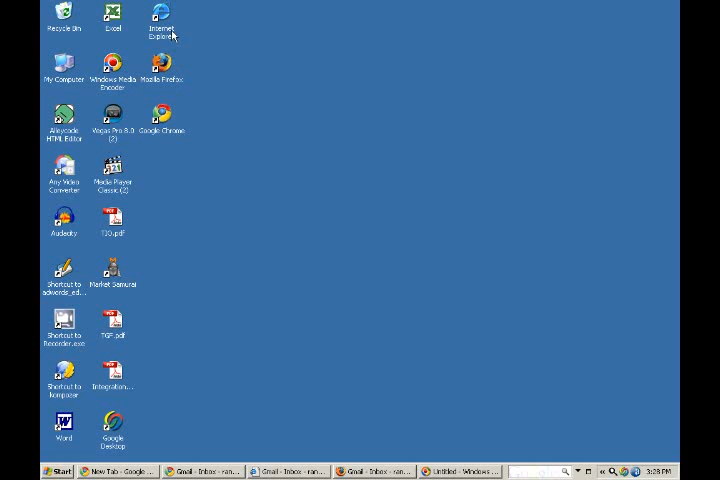 Recycle Bin
Excel
Internet
Explorer
My Computer
Windows Media
Encoder
Mozilla Firefox
Alleycode
HTML Editor
Vegas Pro 8.0
(2)
Google Chrome
Any Video
Converter
Media Player
Classic (2)
Audacity
TIO.pdf
Shortcut to
adwords_ed...
Market Samurai
Shortcut to
Recorder.exe
TGF.pdf
Shortcut to
kompozer
Integration...
Word
Google
Desktop
Start
New Tab - Google ...
Gmail - Inbox - ran...
Gmail - Inbox - ran...
Gmail - Inbox - ran...
Untitled - Windows ...
3:28 PM